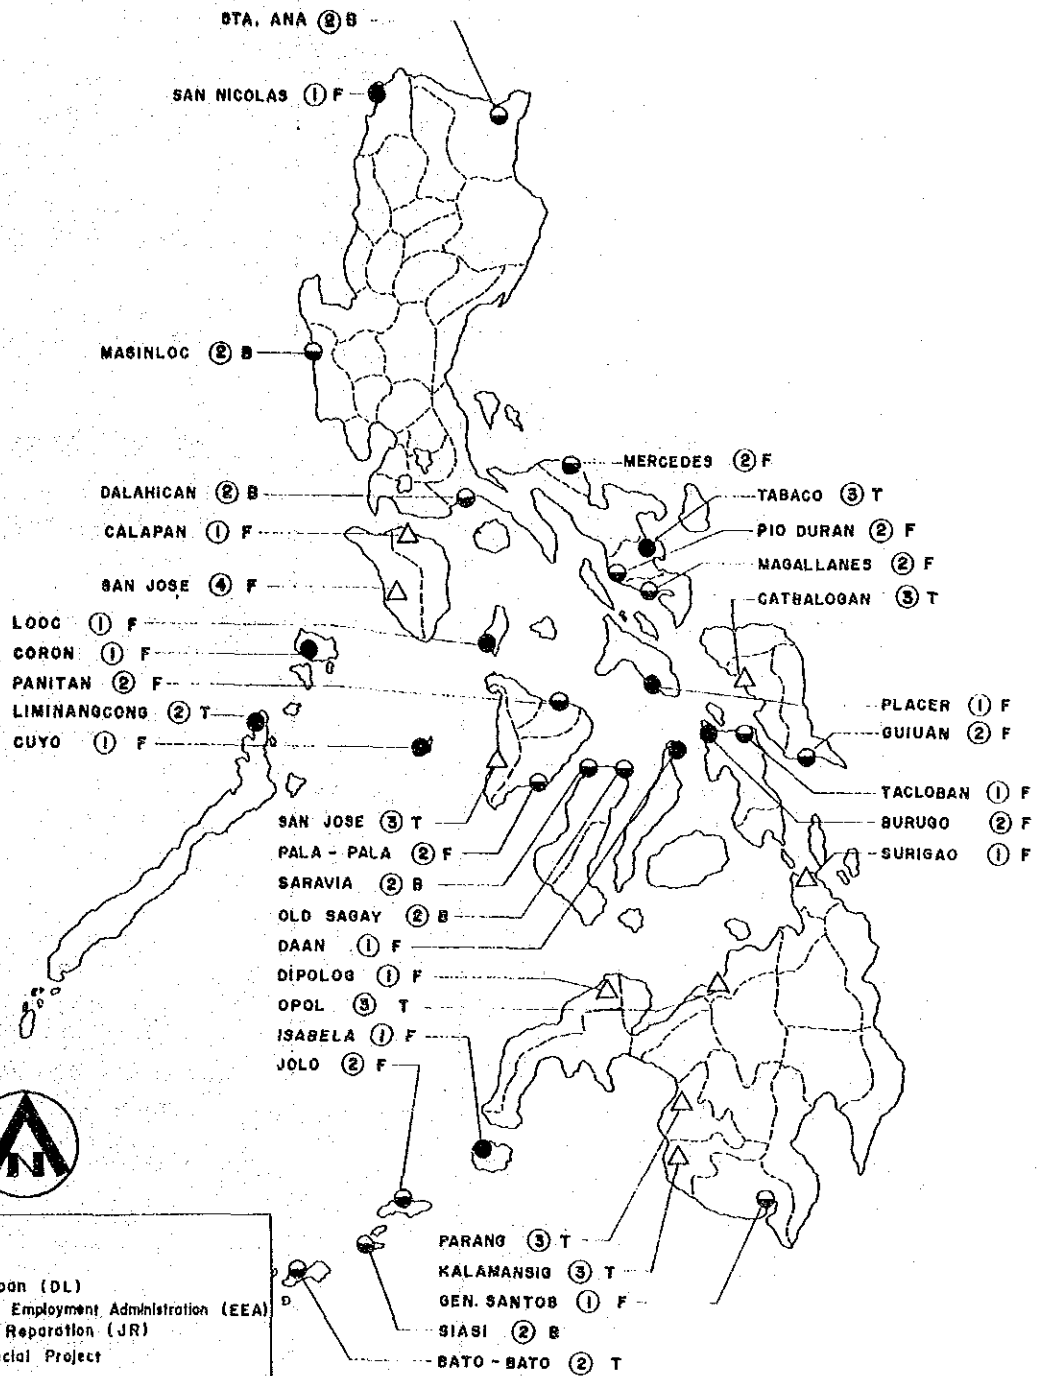 STA. ANA ② B
SAN NICOLAS ① F
MASINLOC ② B
MERCEDES ② F
DALAHICAN ② B
TABACO ③ T
CALAPAN ① F
PIO DURAN ② F
MAGALLANES ② F
SAN JOSE ④ F
CATBALOGAN ③ T
LOOC ① F
CORON ① F
PANITAN ② F
LIMINANGCONG ② T
CUYO ① F
PLACER ① F
GUIUAN ② F
TACLOBAN ① F
BURUGO ② F
SURIGAO ① F
SAN JOSE ③ T
PALA - PALA ② F
SARAVIA ② B
OLD SAGAY ② B
DAAN ① F
DIPOLOG ① F
OPOL ③ T
ISABELA ① F
JOLO ② F
N
PARANG ③ T
KALAMANSIG ③ T
GEN. SANTOS ① F
SIASI ② B
BATO - BATO ② T
oan (DL)
Employment Administration (EEA)
Reparation (JR)
cial Project